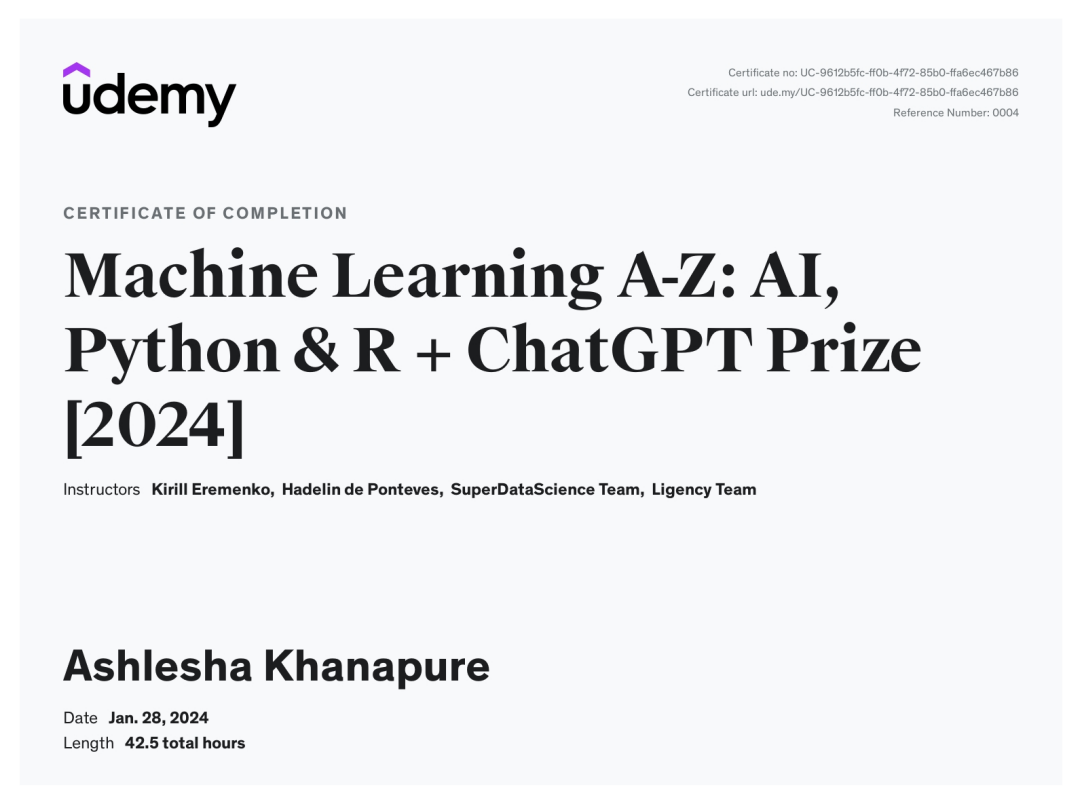 udemy
Certificate no: UC-9612b5fc-ff0b-4f72-85b0-ffa6ec467b86
Certificate url: ude.my/UC-9612b5fc-ff0b-4f72-85b0-ffa6ec467b86
Reference Number: 0004
CERTIFICATE OF COMPLETION
Machine Learning A-Z: AI,
Python & R + ChatGPT Prize
[2024]
Instructors Kirill Eremenko, Hadelin de Ponteves, SuperDataScience Team, Ligency Team
Ashlesha Khanapure
Date Jan. 28, 2024
Length 42.5 total hours